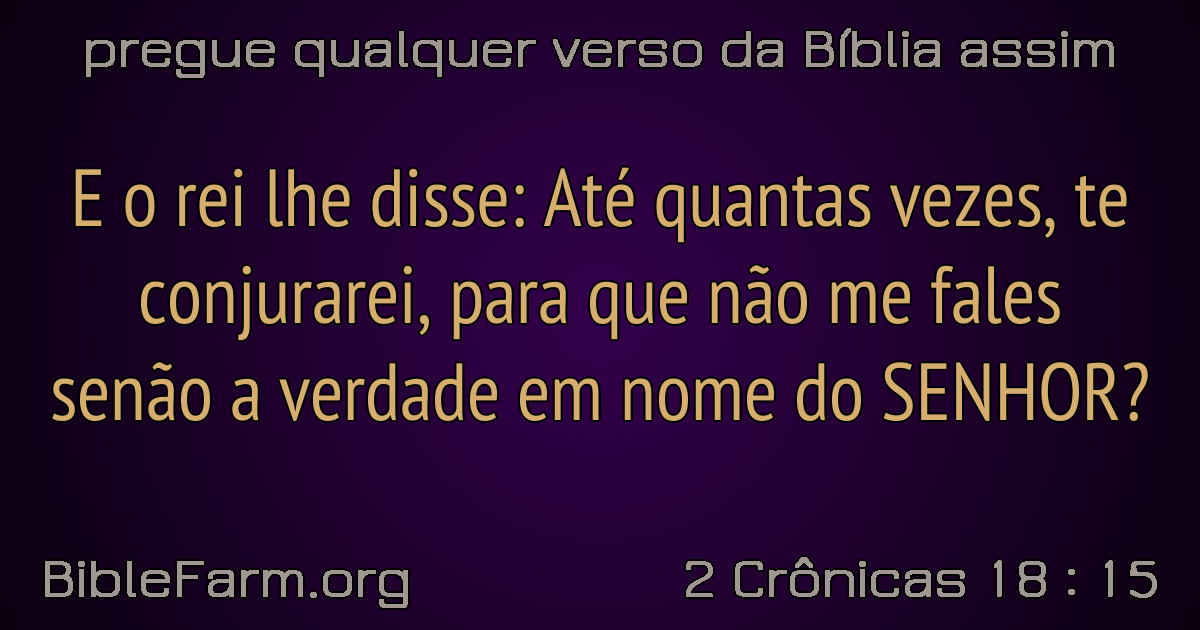 pregue qualquer verso da Bíblia assim
E o rei lhe disse: Até quantas vezes, te
conjurarei, para que não me fales
senão a verdade em nome do SENHOR?
BibleFarm.org
2 Crônicas 18 : 15